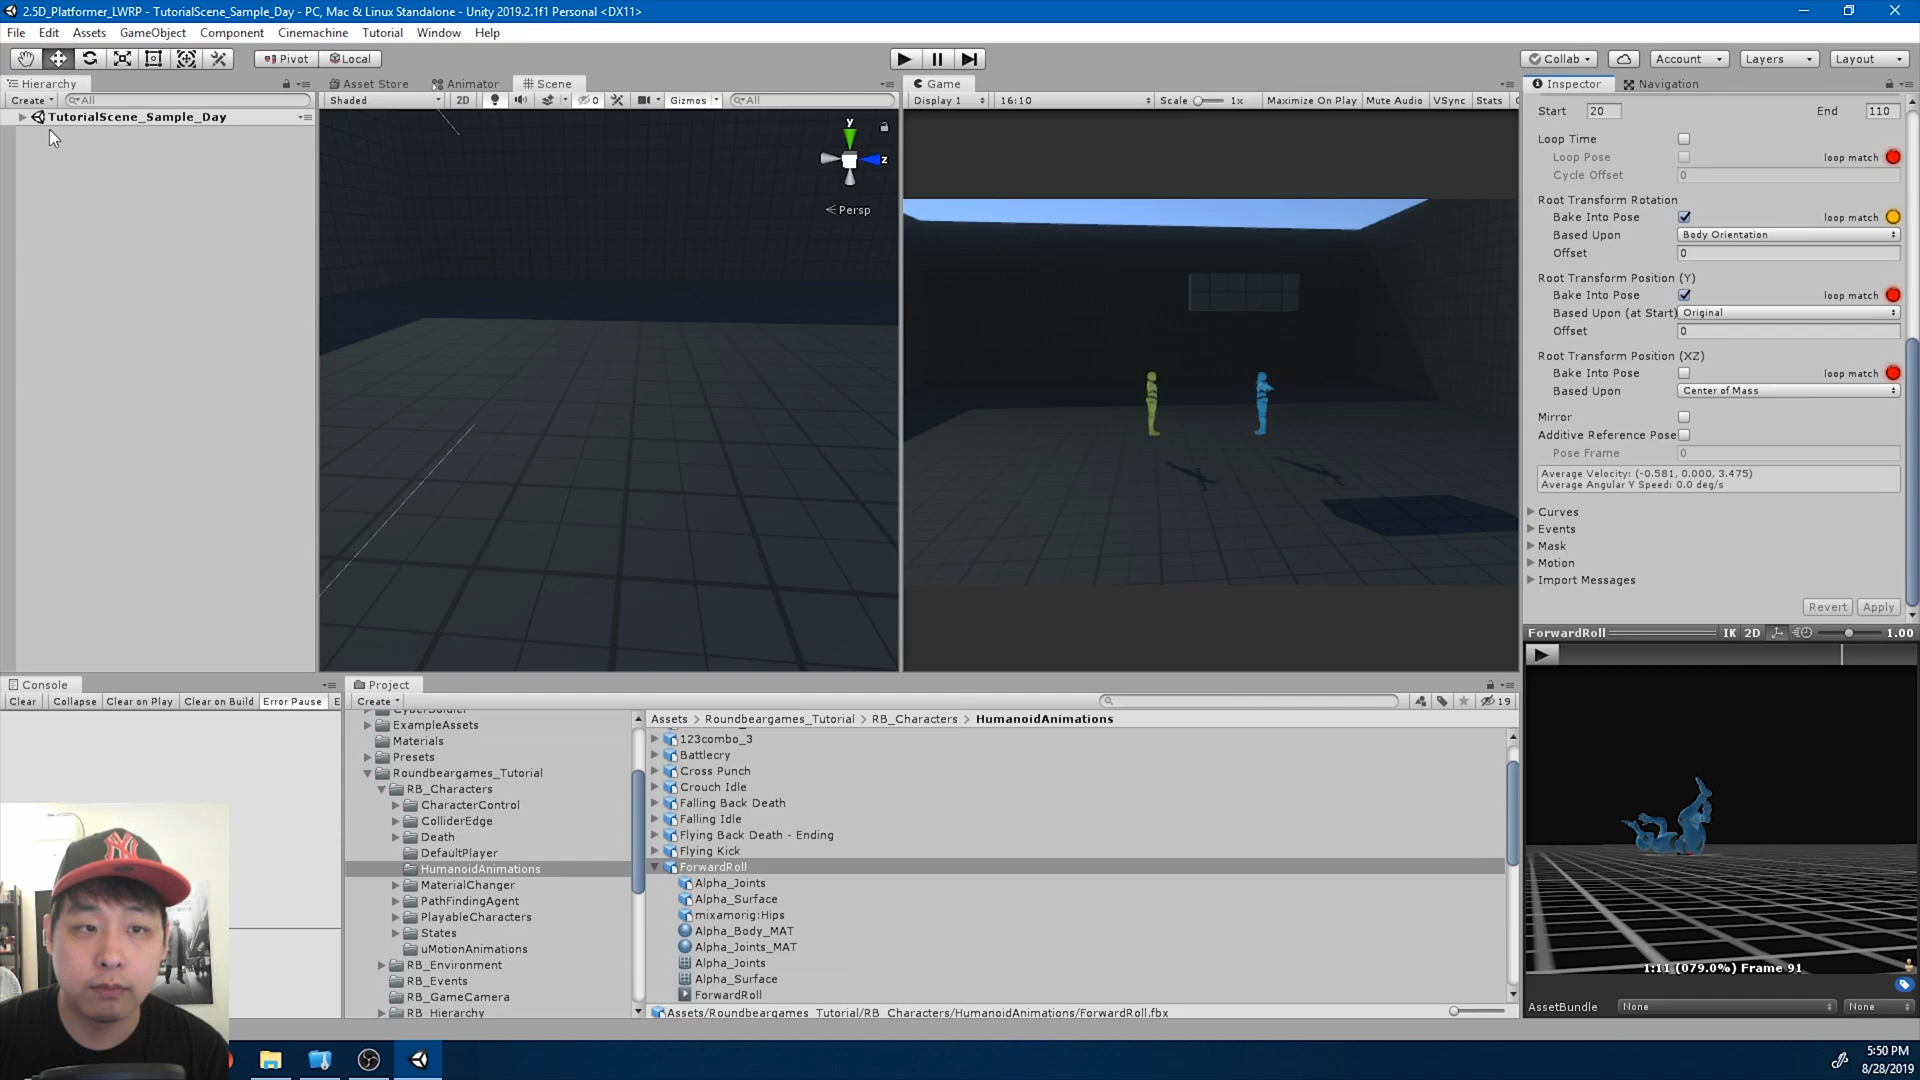 2.5D_Platformer_LWRP - TutorialScene_Sample_Day - PC, Mac & Linux Standalone - Unity 2019.2.1f1 Personal <DX11>
File Edit Assets GameObject Component Cinemachine Tutorial Window Help
Pivot Local Collab Account Layers Layout
Hierarchy
Create All
TutorialScene_Sample_Day
Asset Store Animator Scene
Shaded 2D 0 Gizmos All
y
z
Persp
Game
Display 1 16:10 Scale 1x Maximize On Play Mute Audio VSync Stats
Inspector Navigation
Start 20 End 110
Loop Time
Loop Pose loop match
Cycle Offset 0
Root Transform Rotation
Bake Into Pose loop match
Based Upon Body Orientation
Offset 0
Root Transform Position (Y)
Bake Into Pose loop match
Based Upon (at Start) Original
Offset 0
Root Transform Position (XZ)
Bake Into Pose loop match
Based Upon Center of Mass
Mirror
Additive Reference Pose
Pose Frame 0
Average Velocity: (-0.581, 0.000, 3.475)
Average Angular Y Speed: 0.0 deg/s
Curves
Events
Mask
Motion
Import Messages
Revert Apply
ForwardRoll IK 2D 1.00
1:11 (079.0%) Frame 91
AssetBundle None None
Console
Clear Collapse Clear on Play Clear on Build Error Pause E
Project
Create 19
ExampleAssets
Materials
Presets
Roundbeargames_Tutorial
RB_Characters
CharacterControl
ColliderEdge
Death
DefaultPlayer
HumanoidAnimations
MaterialChanger
PathFindingAgent
PlayableCharacters
States
uMotionAnimations
RB_Environment
RB_Events
RB_GameCamera
RB_Hierarchy
Assets > Roundbeargames_Tutorial > RB_Characters > HumanoidAnimations
123combo_3
Battlecry
Cross Punch
Crouch Idle
Falling Back Death
Falling Idle
Flying Back Death - Ending
Flying Kick
ForwardRoll
Alpha_Joints
Alpha_Surface
mixamorig:Hips
Alpha_Body_MAT
Alpha_Joints_MAT
Alpha_Joints
Alpha_Surface
ForwardRoll
Assets/Roundbeargames_Tutorial/RB_Characters/HumanoidAnimations/ForwardRoll.fbx
5:50 PM
8/28/2019